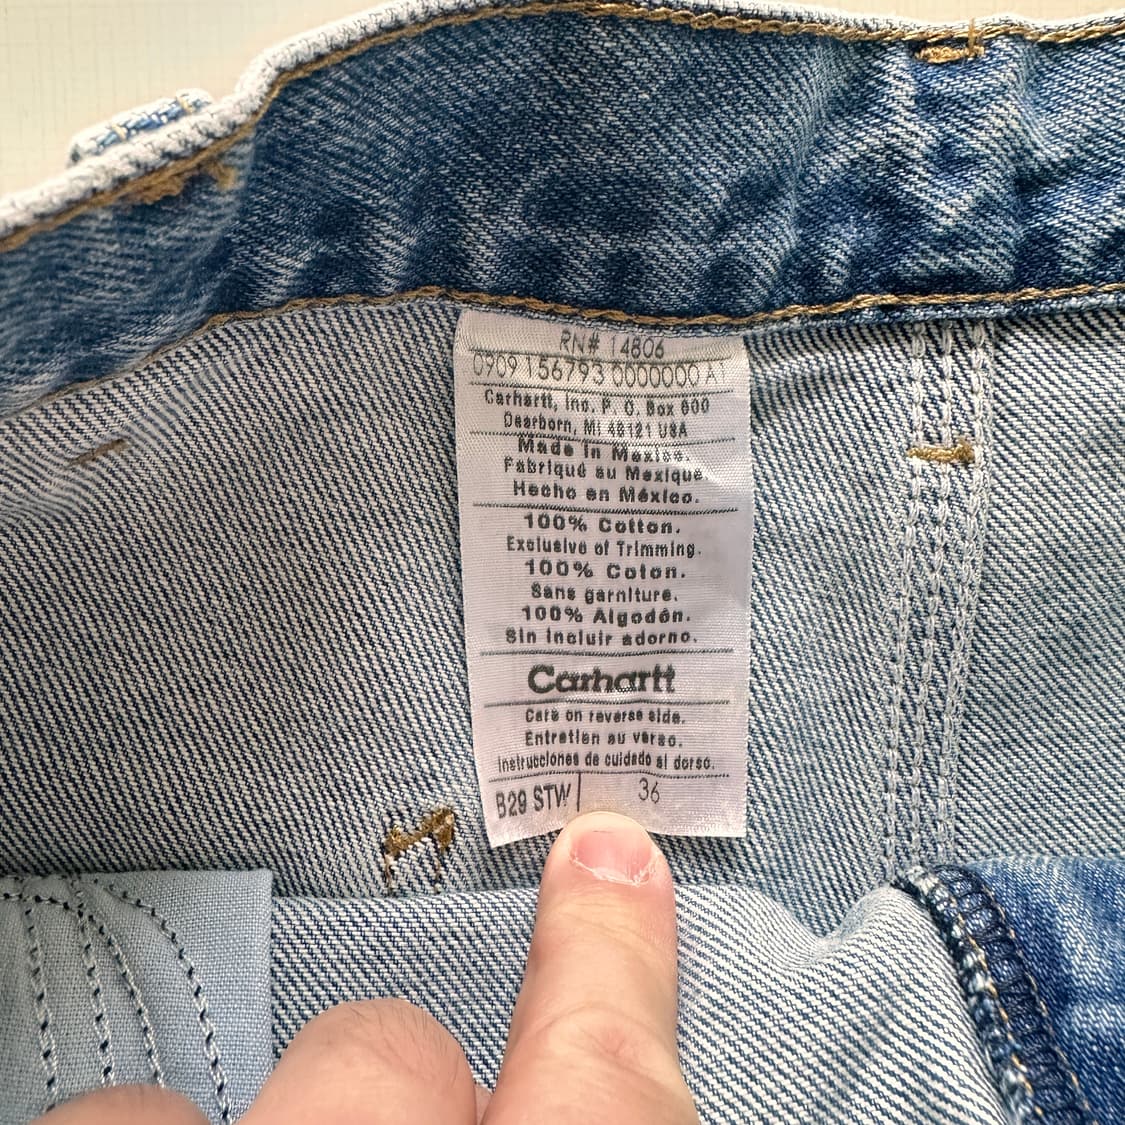 RN# 14806
0909 156793 0000000 A1
Carhartt, Inc. P. O. Box 600
Dearborn, MI 48121 USA
Made in Mexico.
Fabriqué au Mexique.
Hecho en México.
100% Cotton.
Exclusive of Trimming.
100% Coton.
Sans garniture.
100% Algodón.
Sin incluir adorno.
Carhartt
Care on reverse side.
Entretien au verso.
Instrucciones de cuidado al dorso.
B29 STW 36